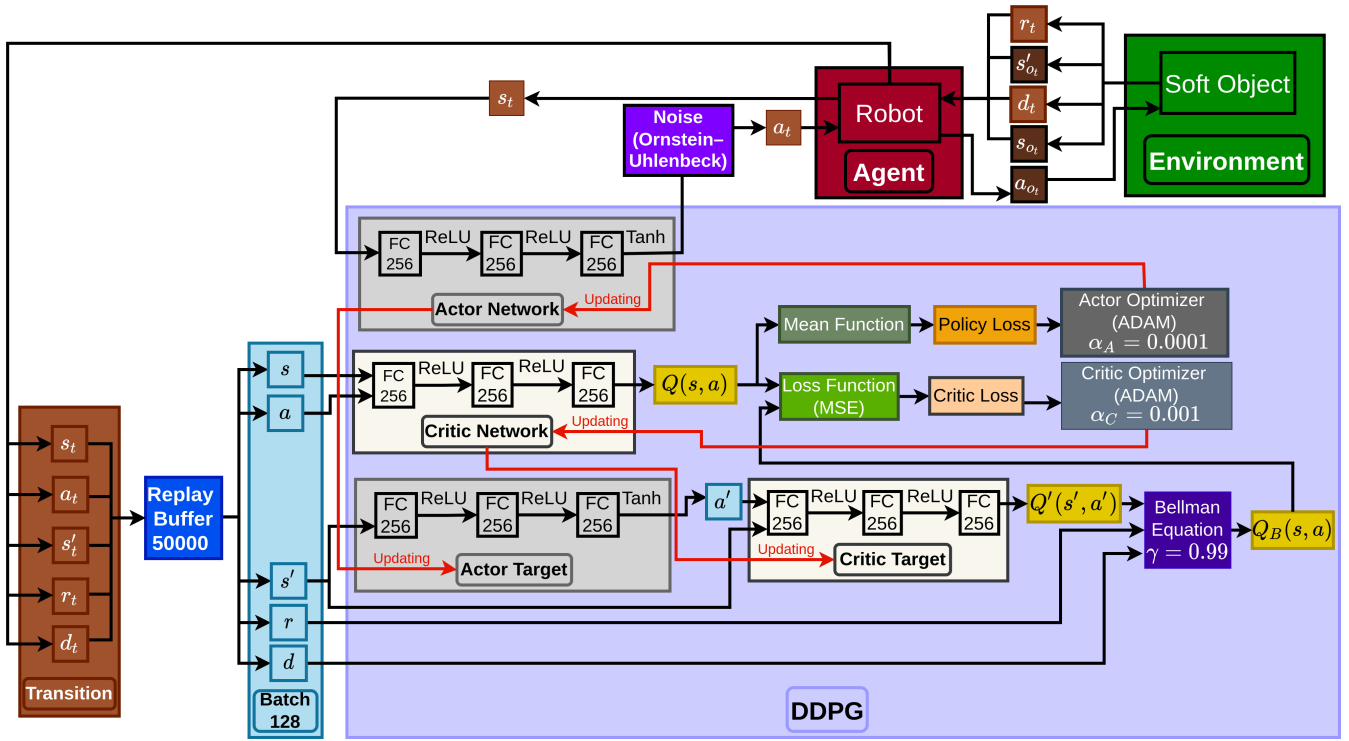 r_t
s'_{o_t}
d_t
s_{o_t}
a_{o_t}
Soft Object
Environment
Robot
Agent
s_t
Noise
(Ornstein–
Uhlenbeck)
a_t
FC
256
ReLU
FC
256
ReLU
FC
256
Tanh
Actor Network
Updating
Mean Function
Policy Loss
Actor Optimizer
(ADAM)
α_A = 0.0001
s
a
FC
256
ReLU
FC
256
ReLU
FC
256
Critic Network
Updating
Q(s, a)
Loss Function
(MSE)
Critic Loss
Critic Optimizer
(ADAM)
α_C = 0.001
s_t
a_t
s'_t
r_t
d_t
Transition
Replay
Buffer
50000
FC
256
ReLU
FC
256
ReLU
FC
256
Tanh
Updating
Actor Target
a'
FC
256
ReLU
FC
256
ReLU
FC
256
Updating
Critic Target
Q'(s', a')
Bellman
Equation
γ = 0.99
Q_B(s, a)
s'
r
d
Batch
128
DDPG